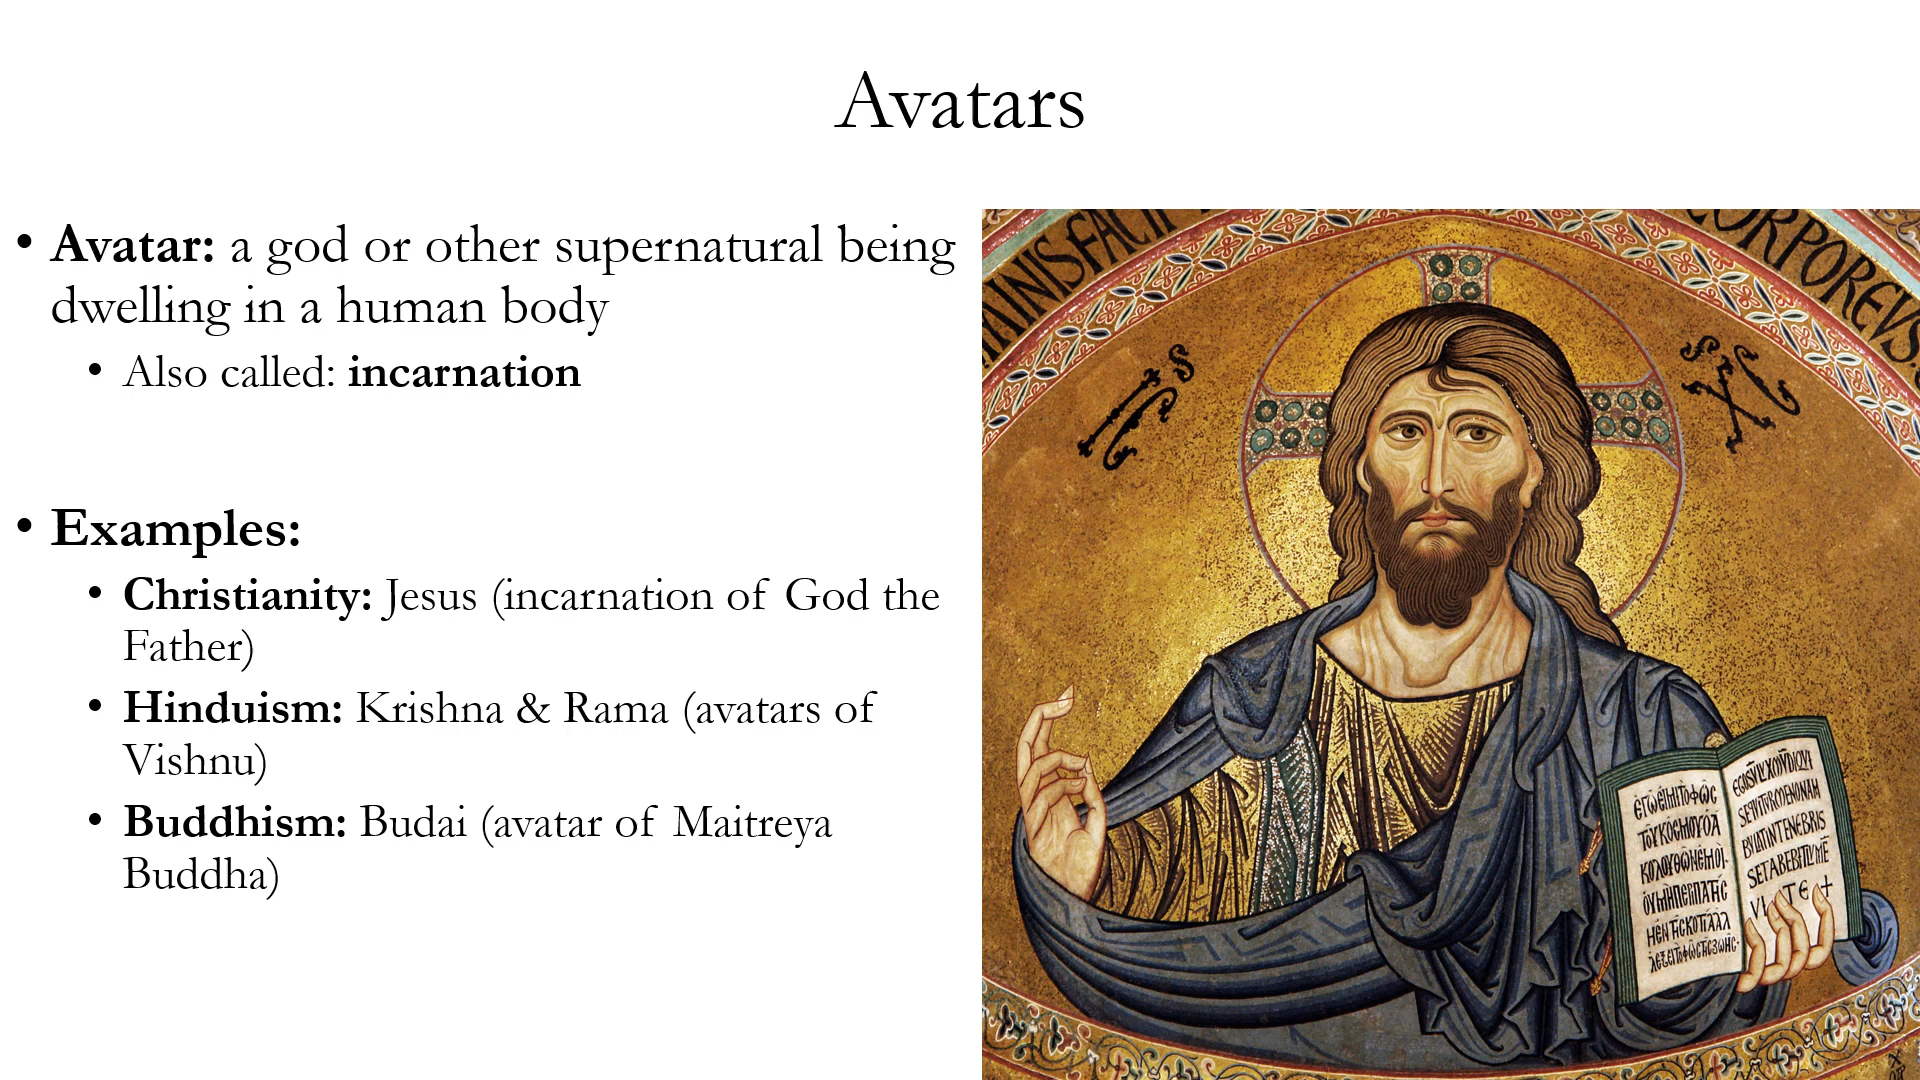 Avatars
• Avatar: a god or other supernatural being
dwelling in a human body
• Also called: incarnation
• Examples:
• Christianity: Jesus (incarnation of God the
Father)
• Hinduism: Krishna & Rama (avatars of
Vishnu)
• Buddhism: Budai (avatar of Maitreya
Buddha)
CORPOREVS